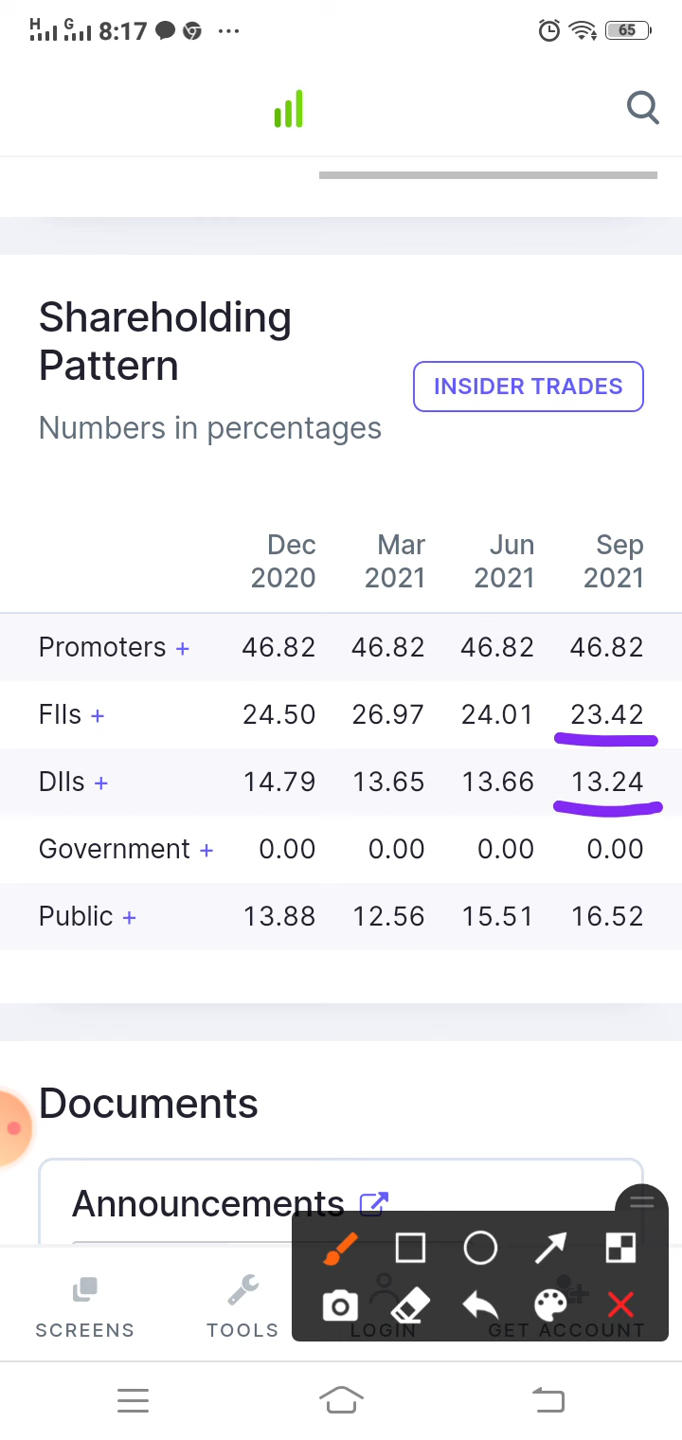 H G 8:17 ... 65
Shareholding
Pattern
INSIDER TRADES
Numbers in percentages
Dec Mar Jun Sep
2020 2021 2021 2021
Promoters + 46.82 46.82 46.82 46.82
FIIs + 24.50 26.97 24.01 23.42
DIIs + 14.79 13.65 13.66 13.24
Government + 0.00 0.00 0.00 0.00
Public + 13.88 12.56 15.51 16.52
Documents
Announcements
SCREENS TOOLS LOGIN GET ACCOUNT